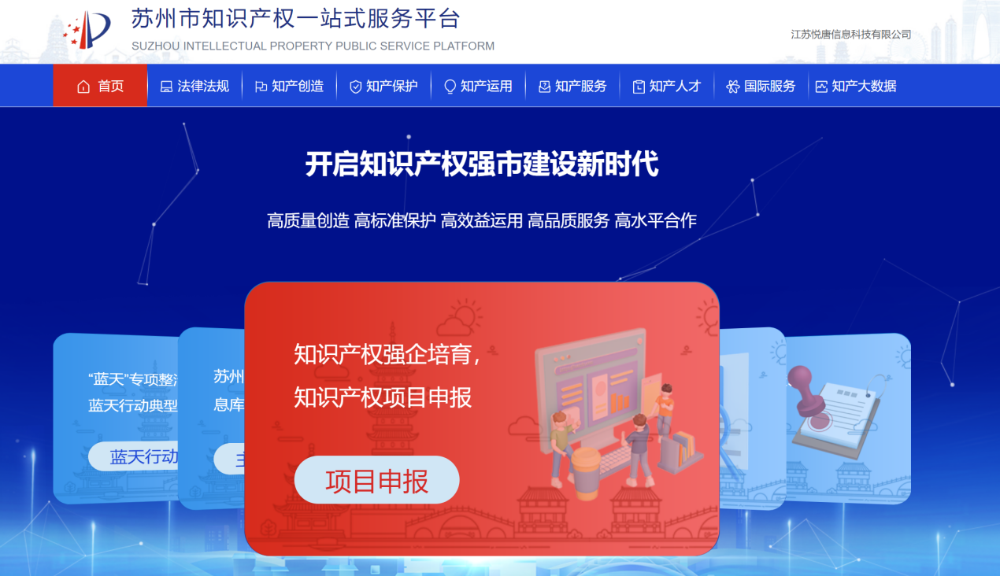 苏州市知识产权一站式服务平台
SUZHOU INTELLECTUAL PROPERTY PUBLIC SERVICE PLATFORM
江苏悦唐信息科技有限公司
首页 法律法规 知产创造 知产保护 知产运用 知产服务 知产人才 国际服务 知产大数据
开启知识产权强市建设新时代
高质量创造 高标准保护 高效益运用 高品质服务 高水平合作
“蓝天”专项整
蓝天行动典型
蓝天行动
苏州
息库
知识产权强企培育,
知识产权项目申报
项目申报